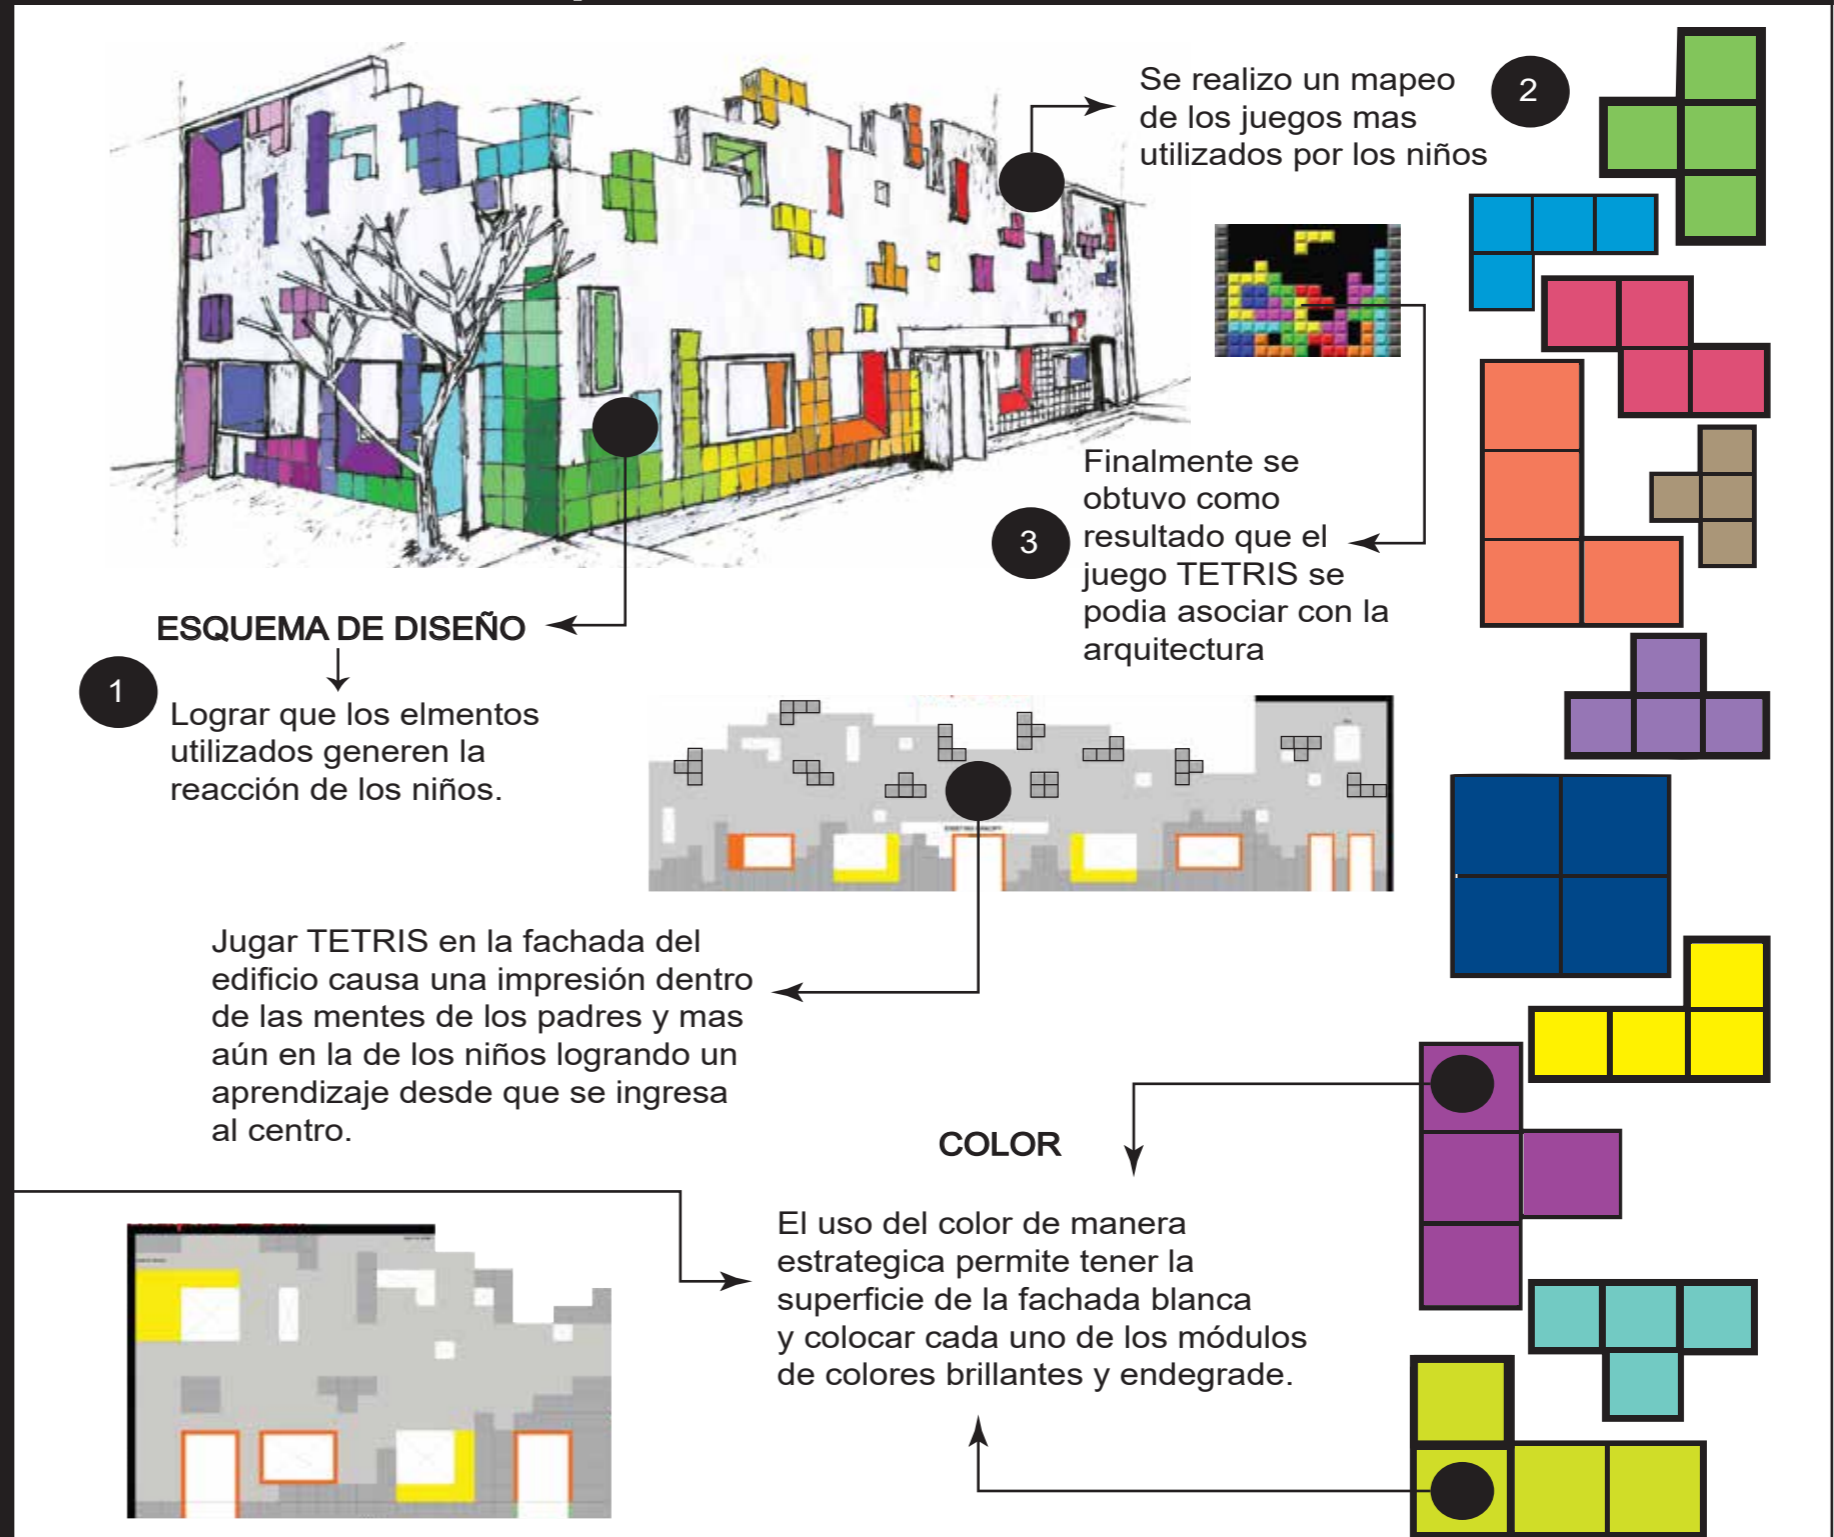 Se realizo un mapeo
de los juegos mas
utilizados por los niños
2
Finalmente se
obtuvo como
resultado que el
juego TETRIS se
podia asociar con la
arquitectura
3
ESQUEMA DE DISEÑO
1
Lograr que los elmentos
utilizados generen la
reacción de los niños.
Jugar TETRIS en la fachada del
edificio causa una impresión dentro
de las mentes de los padres y mas
aún en la de los niños logrando un
aprendizaje desde que se ingresa
al centro.
COLOR
El uso del color de manera
estrategica permite tener la
superficie de la fachada blanca
y colocar cada uno de los módulos
de colores brillantes y endegrade.